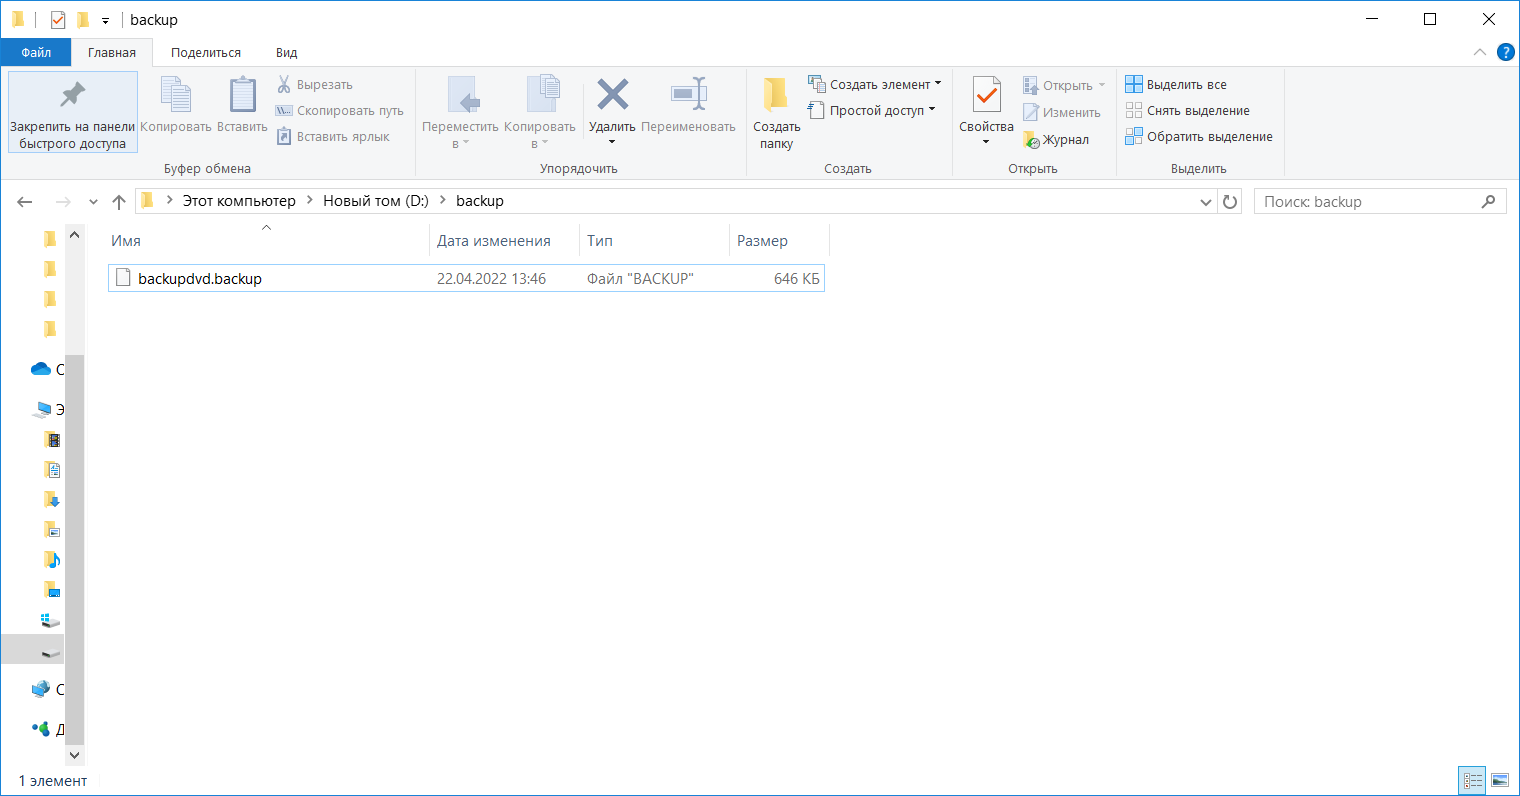 backup
Файл Главная Поделиться Вид
Закрепить на панели быстрого доступа
Копировать
Вставить
Вырезать
Скопировать путь
Вставить ярлык
Буфер обмена
Переместить в
Копировать в
Удалить
Переименовать
Упорядочить
Создать папку
Создать элемент
Простой доступ
Создать
Свойства
Открыть
Изменить
Журнал
Открыть
Выделить все
Снять выделение
Обратить выделение
Выделить
Этот компьютер Новый том (D:) backup
Поиск: backup
Имя Дата изменения Тип Размер
backupdvd.backup 22.04.2022 13:46 Файл "BACKUP" 646 КБ
1 элемент